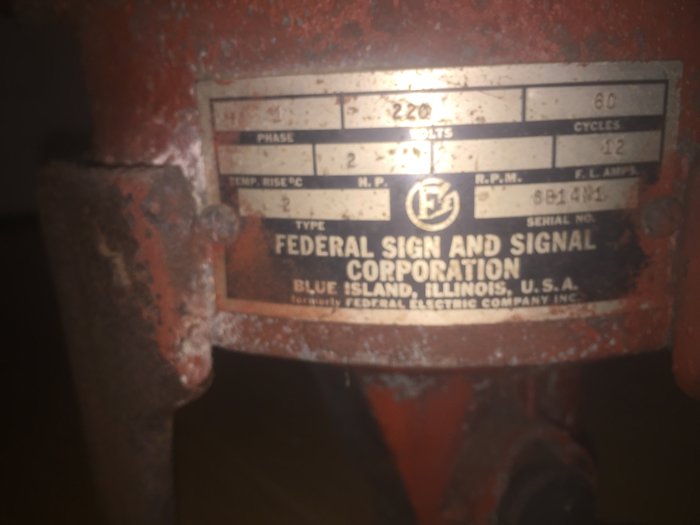 1 220 60
PHASE VOLTS CYCLES
2 12
TEMP. RISE °C H.P. R.P.M. F.L. AMPS.
2
TYPE SERIAL NO.
FEDERAL SIGN AND SIGNAL
CORPORATION
BLUE ISLAND, ILLINOIS, U.S.A.
formerly FEDERAL ELECTRIC COMPANY INC.